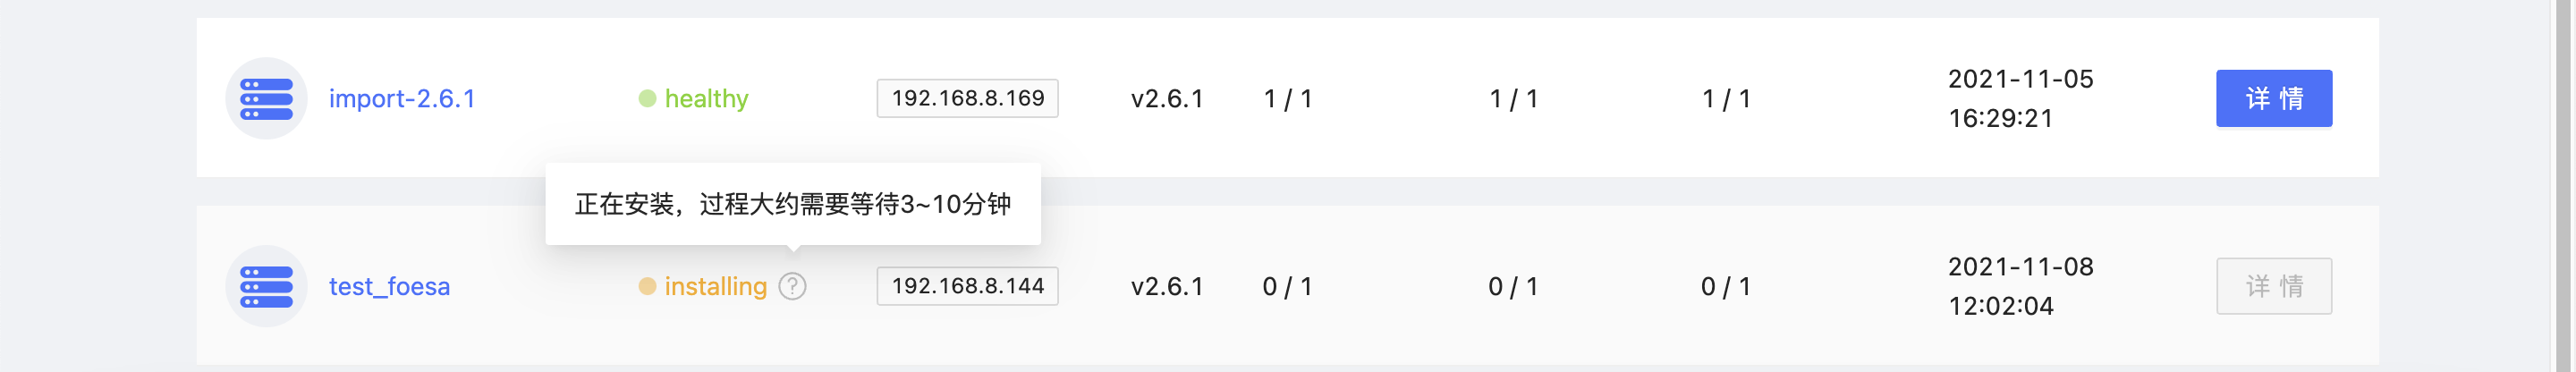 import-2.6.1 healthy 192.168.8.169 v2.6.1 1 / 1 1 / 1 1 / 1 2021-11-05 16:29:21 详 情
正在安装，过程大约需要等待3~10分钟
test_foesa installing ? 192.168.8.144 v2.6.1 0 / 1 0 / 1 0 / 1 2021-11-08 12:02:04 详 情